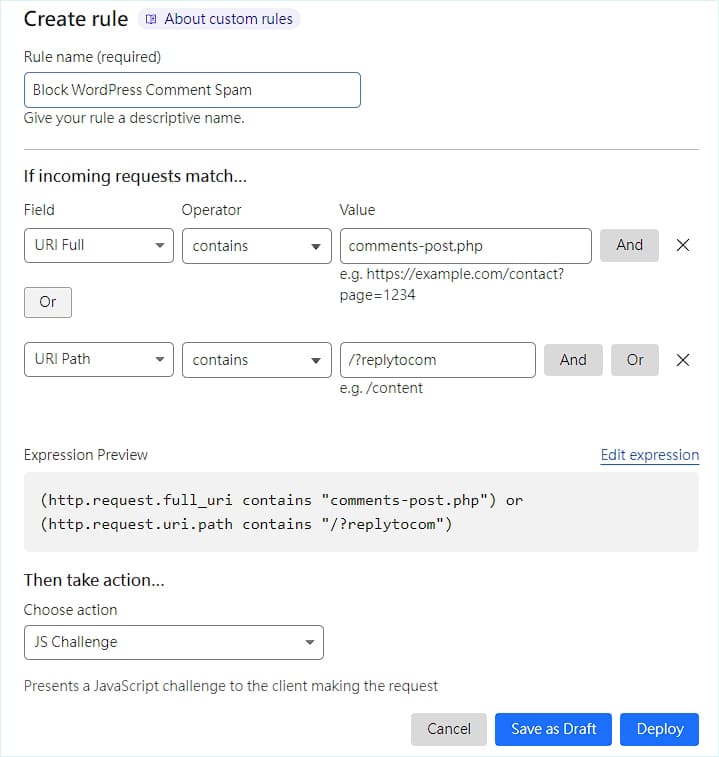 Create rule About custom rules
Rule name (required)
Block WordPress Comment Spam
Give your rule a descriptive name.
If incoming requests match...
Field Operator Value
URI Full contains comments-post.php And
e.g. https://example.com/contact?
page=1234
Or
URI Path contains /?replytocom And Or
e.g. /content
Expression Preview Edit expression
(http.request.full_uri contains "comments-post.php") or
(http.request.uri.path contains "/?replytocom")
Then take action...
Choose action
JS Challenge
Presents a JavaScript challenge to the client making the request
Cancel Save as Draft Deploy